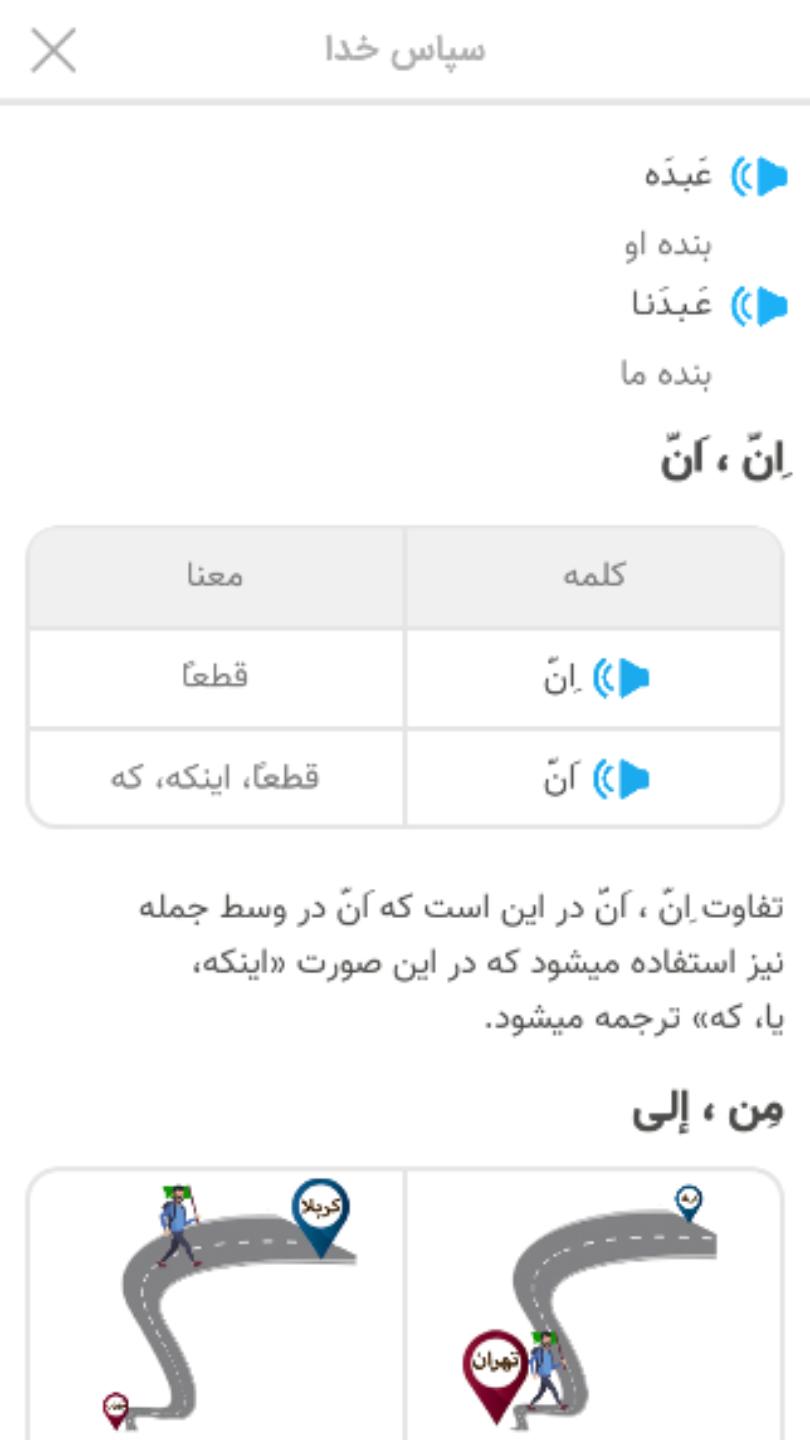 سپاس خدا
عَبدَه
بنده او
عَبدَنا
بنده ما
اِنّ ، اَنّ
کلمه
معنا
اِنّ
قطعاً
اَنّ
قطعاً، اینکه، که
تفاوت اِنّ ، اَنّ در این است که اَنّ در وسط جمله
نیز استفاده میشود که در این صورت «اینکه،
یا، که» ترجمه میشود.
مِن ، إلی
کربلا
تهران